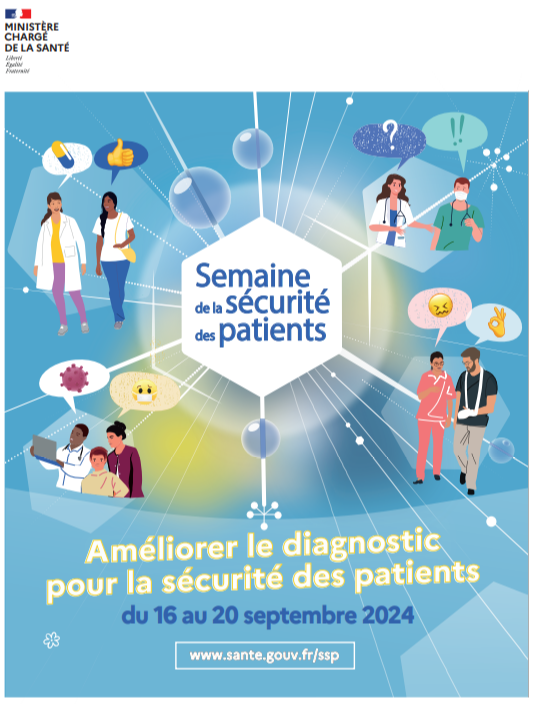 MINISTÈRE
CHARGÉ
DE LA SANTÉ
Liberté
Égalité
Fraternité
?
!!
Semaine
de la sécurité
des patients
Améliorer le diagnostic
pour la sécurité des patients
du 16 au 20 septembre 2024
www.sante.gouv.fr/ssp